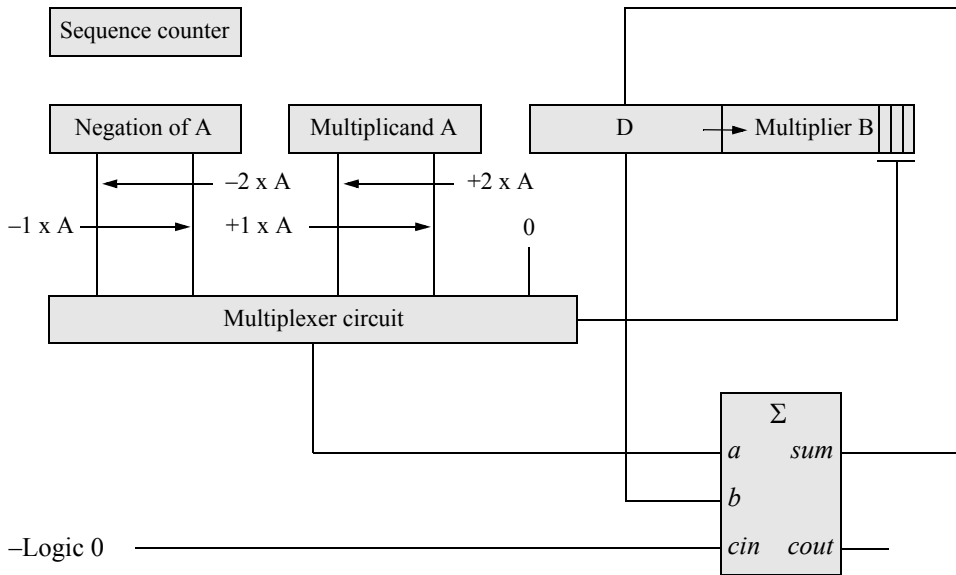 Sequence counter
Negation of A
Multiplicand A
D
Multiplier B
–2 x A
+2 x A
–1 x A
+1 x A
0
Multiplexer circuit
Σ
a
sum
b
–Logic 0
cin
cout